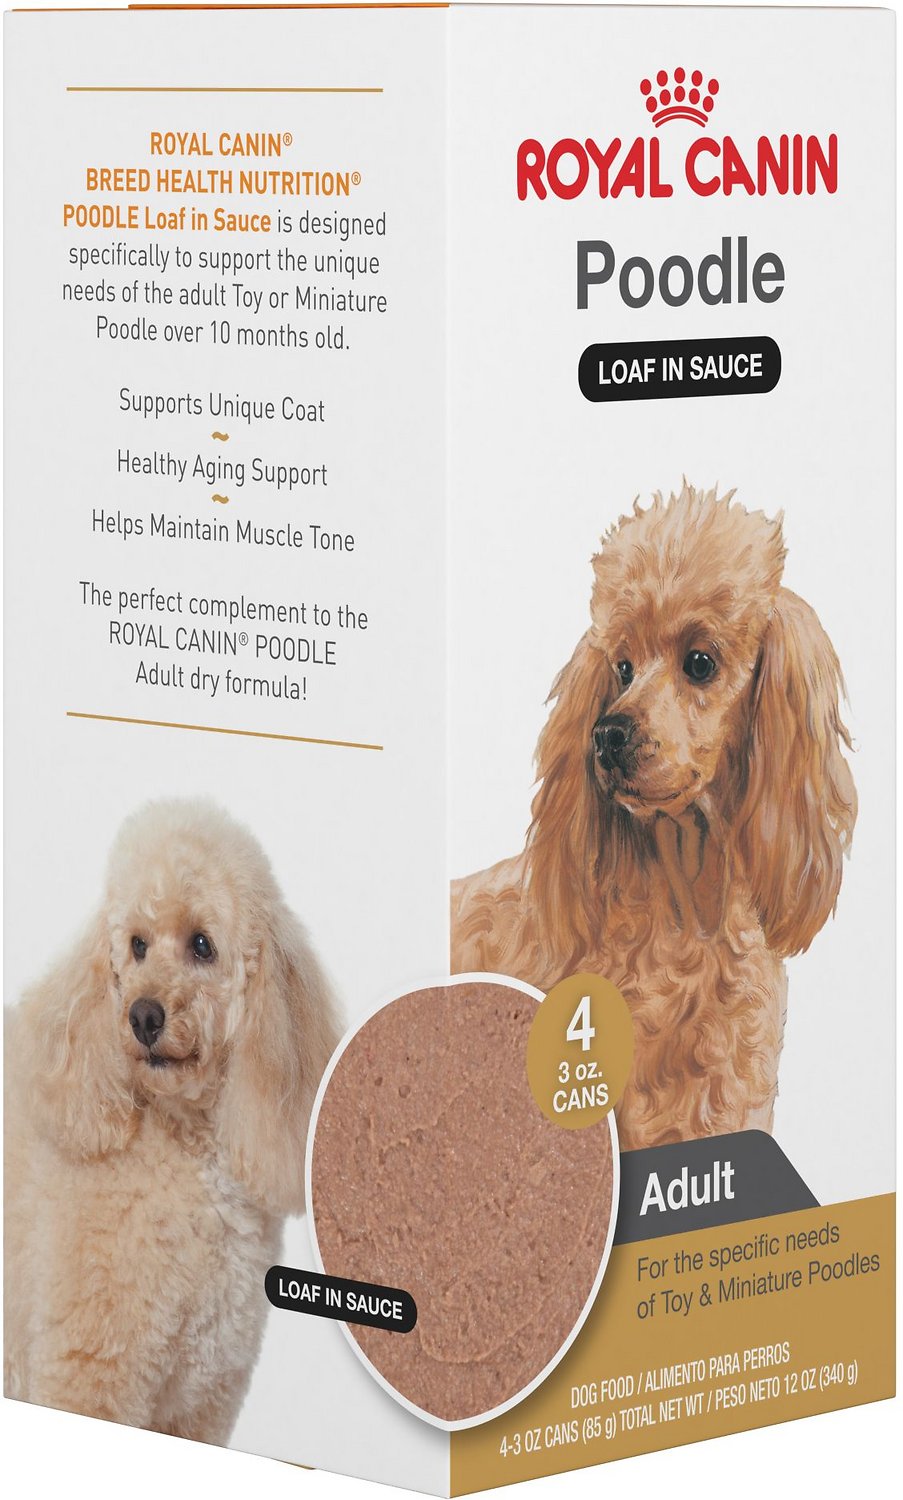 ROYAL CANIN®
BREED HEALTH NUTRITION®
POODLE Loaf in Sauce is designed
specifically to support the unique
needs of the adult Toy or Miniature
Poodle over 10 months old.
Supports Unique Coat
~
Healthy Aging Support
~
Helps Maintain Muscle Tone
The perfect complement to the
ROYAL CANIN® POODLE
Adult dry formula!
LOAF IN SAUCE
ROYAL CANIN
Poodle
LOAF IN SAUCE
4
3 oz.
CANS
Adult
For the specific needs
of Toy & Miniature Poodles
DOG FOOD / ALIMENTO PARA PERROS
4-3 OZ CANS (85 g) TOTAL NET WT / PESO NETO 12 OZ (340 g)